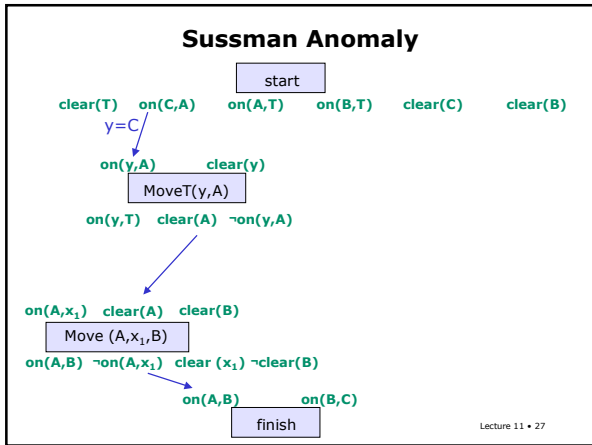 Sussman Anomaly
start
clear(T) on(C,A) on(A,T) on(B,T) clear(C) clear(B)
y=C
on(y,A) clear(y)
MoveT(y,A)
on(y,T) clear(A) ¬on(y,A)
on(A,x₁) clear(A) clear(B)
Move (A,x₁,B)
on(A,B) ¬on(A,x₁) clear (x₁) ¬clear(B)
on(A,B) on(B,C)
finish
Lecture 11 • 27